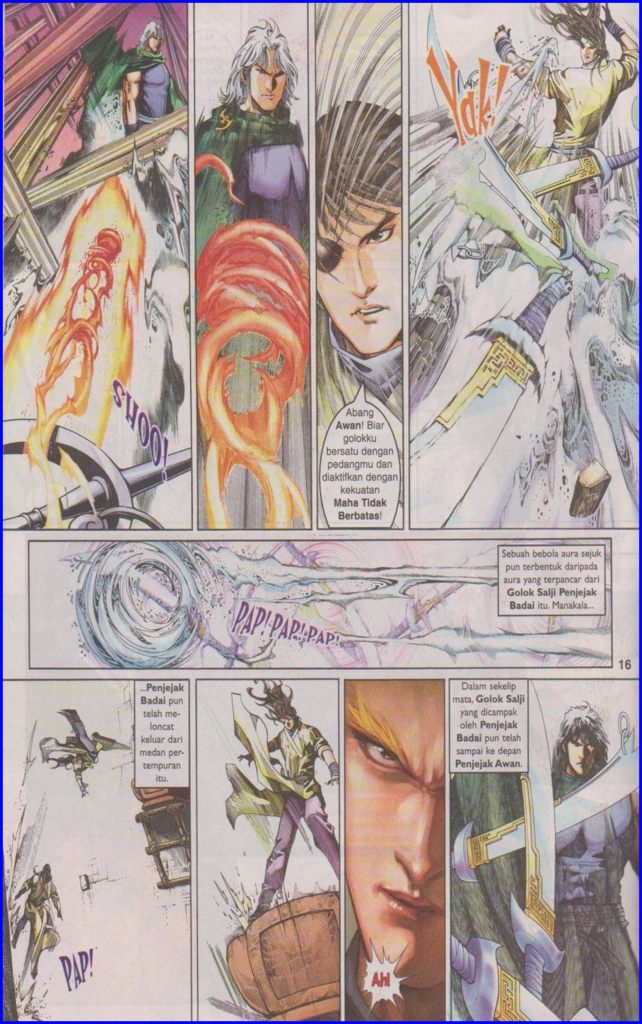 ZHOO!
Abang
Awan! Biar
golokku
bersatu dengan
pedangmu dan
diaktifkan dengan
kekuatan
Maha Tidak
Berbatas!
Yak!
Sebuah bebola aura sejuk
pun terbentuk daripada
aura yang terpancar dari
Golok Salji Penjejak
Badai itu. Manakala...
PAP! PAP! PAP!
16
..Penjejak
Badai pun
telah me-
loncat
keluar dari
medan per-
tempuran
itu.
PAP!
AH!
Dalam sekelip
mata, Golok Salji
yang dicampak
oleh Penjejak
Badai pun telah
sampai ke depan
Penjejak Awan.